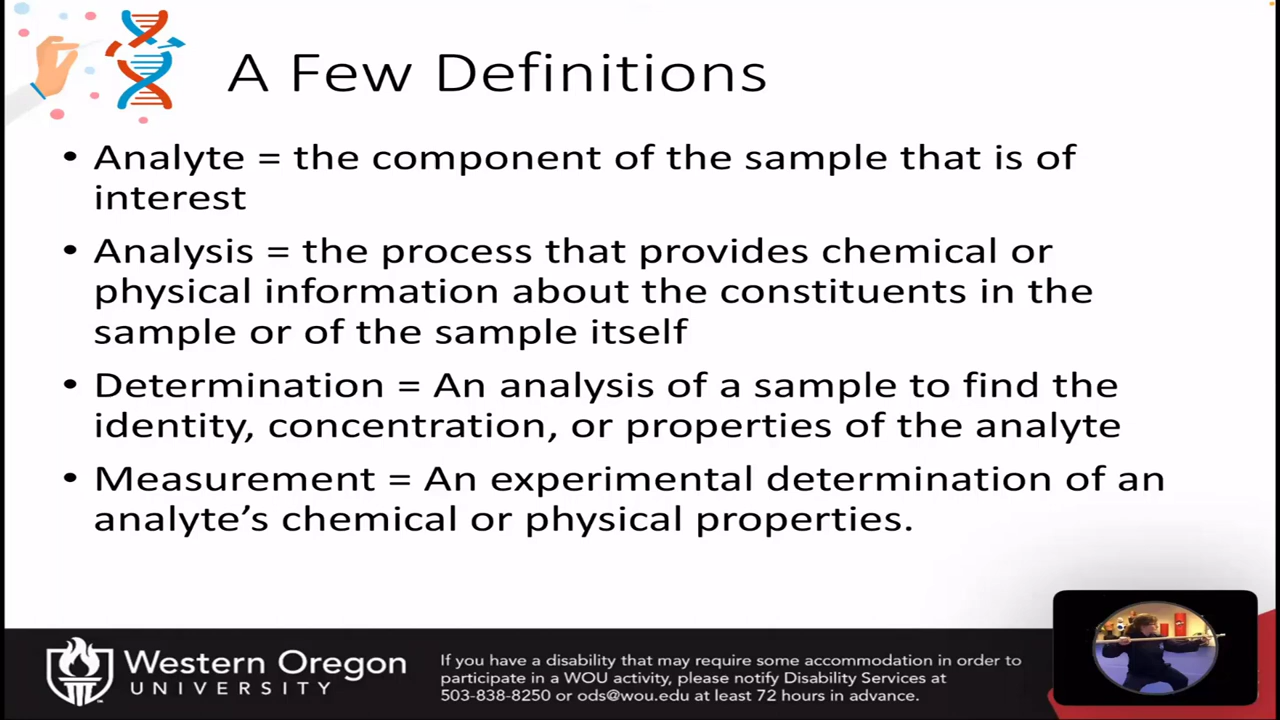 A Few Definitions
• Analyte = the component of the sample that is of
interest
• Analysis = the process that provides chemical or
physical information about the constituents in the
sample or of the sample itself
• Determination = An analysis of a sample to find the
identity, concentration, or properties of the analyte
• Measurement = An experimental determination of an
analyte’s chemical or physical properties.
Western Oregon
UNIVERSITY
If you have a disability that may require some accommodation in order to
participate in a WOU activity, please notify Disability Services at
503-838-8250 or ods@wou.edu at least 72 hours in advance.